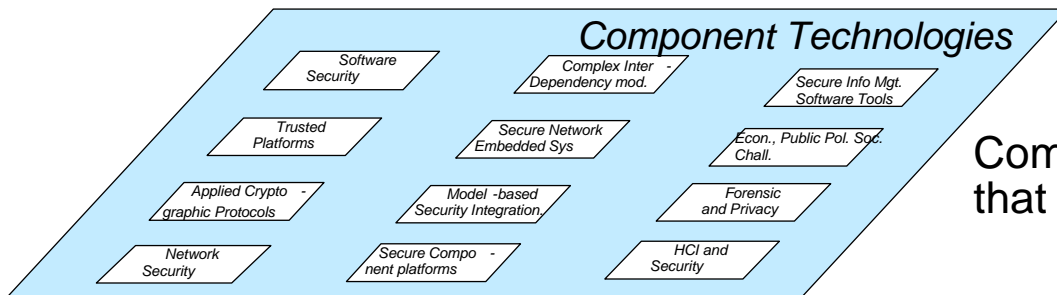 Component Technologies
Software
Security
Complex Inter -
Dependency mod.
Secure Info Mgt.
Software Tools
Trusted
Platforms
Secure Network
Embedded Sys
Econ., Public Pol. Soc.
Chall.
Applied Crypto -
graphic Protocols
Model -based
Security Integration.
Forensic
and Privacy
Network
Security
Secure Compo -
nent platforms
HCI and
Security
Com
that